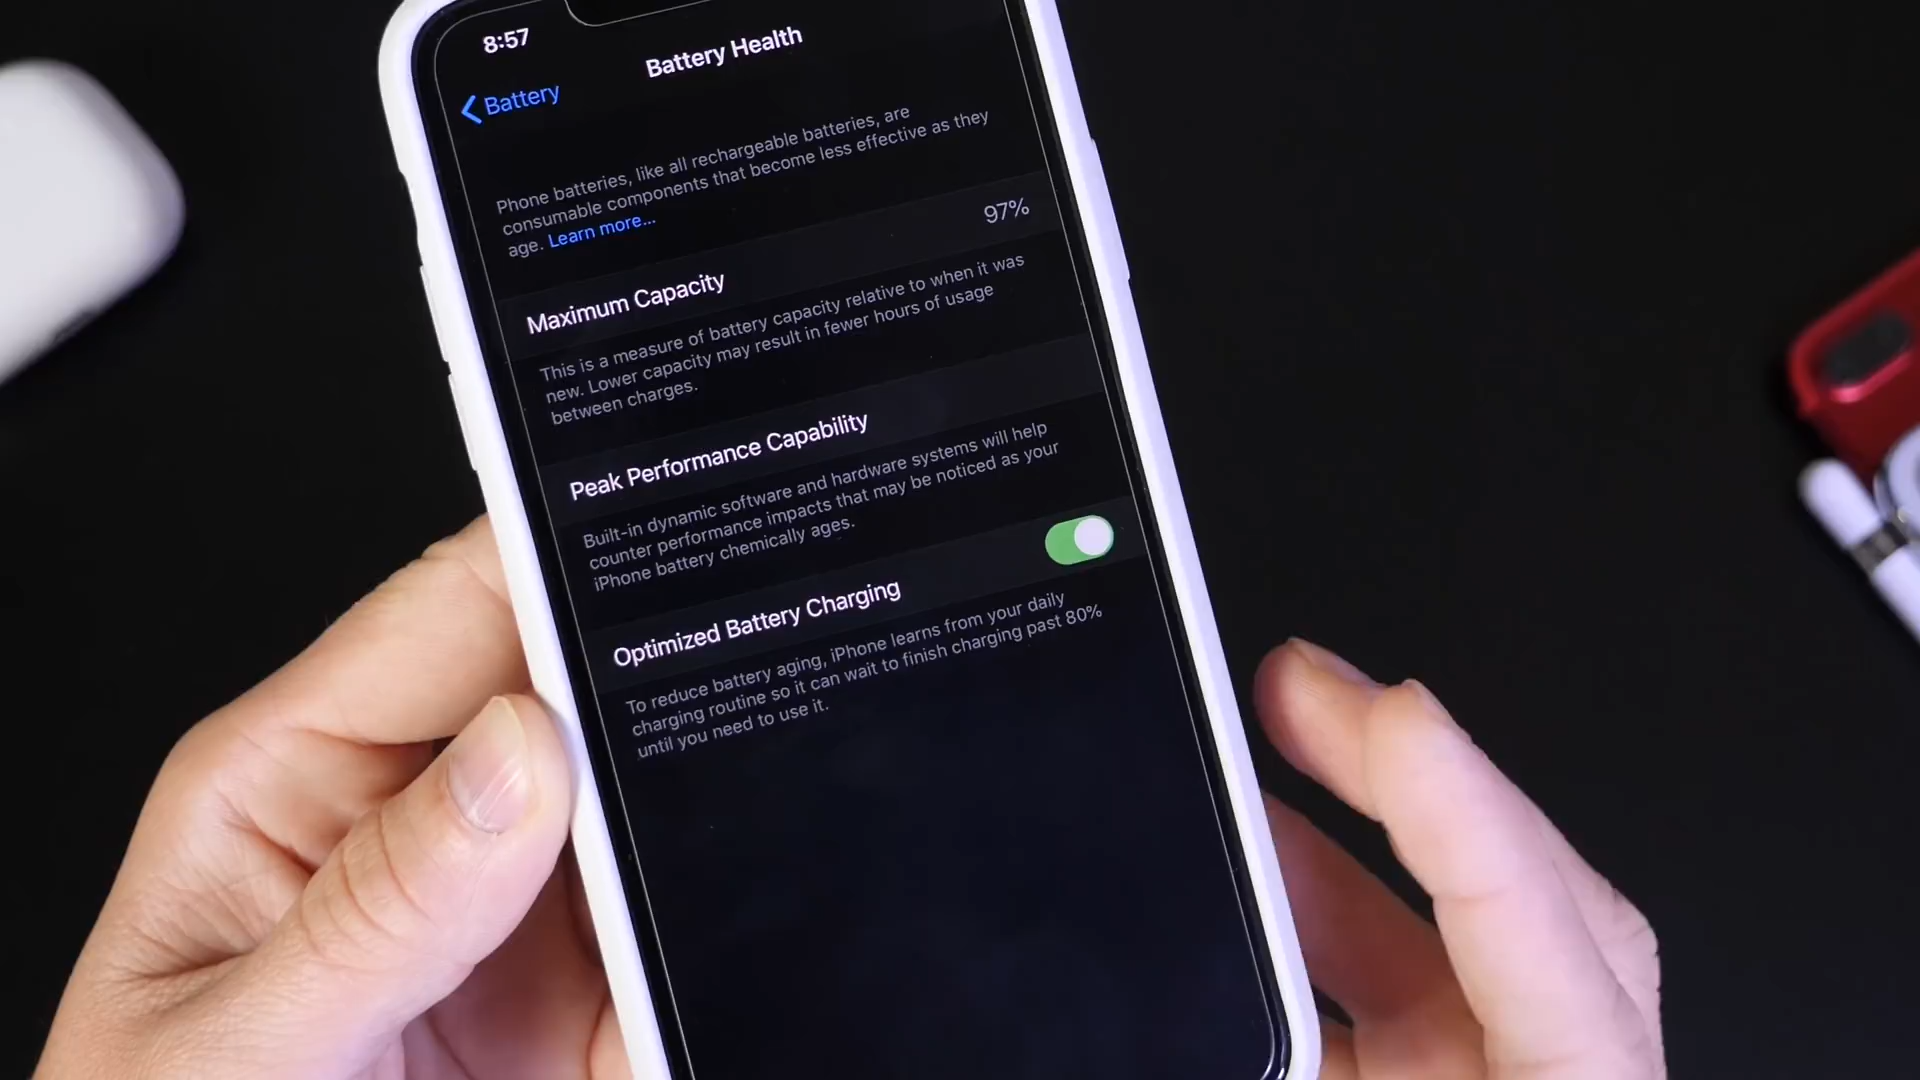 8:57
Battery Health
Battery
Phone batteries, like all rechargeable batteries, are
consumable components that become less effective as they
age. Learn more...
Maximum Capacity 97%
This is a measure of battery capacity relative to when it was
new. Lower capacity may result in fewer hours of usage
between charges.
Peak Performance Capability
Built-in dynamic software and hardware systems will help
counter performance impacts that may be noticed as your
iPhone battery chemically ages.
Optimized Battery Charging
To reduce battery aging, iPhone learns from your daily
charging routine so it can wait to finish charging past 80%
until you need to use it.